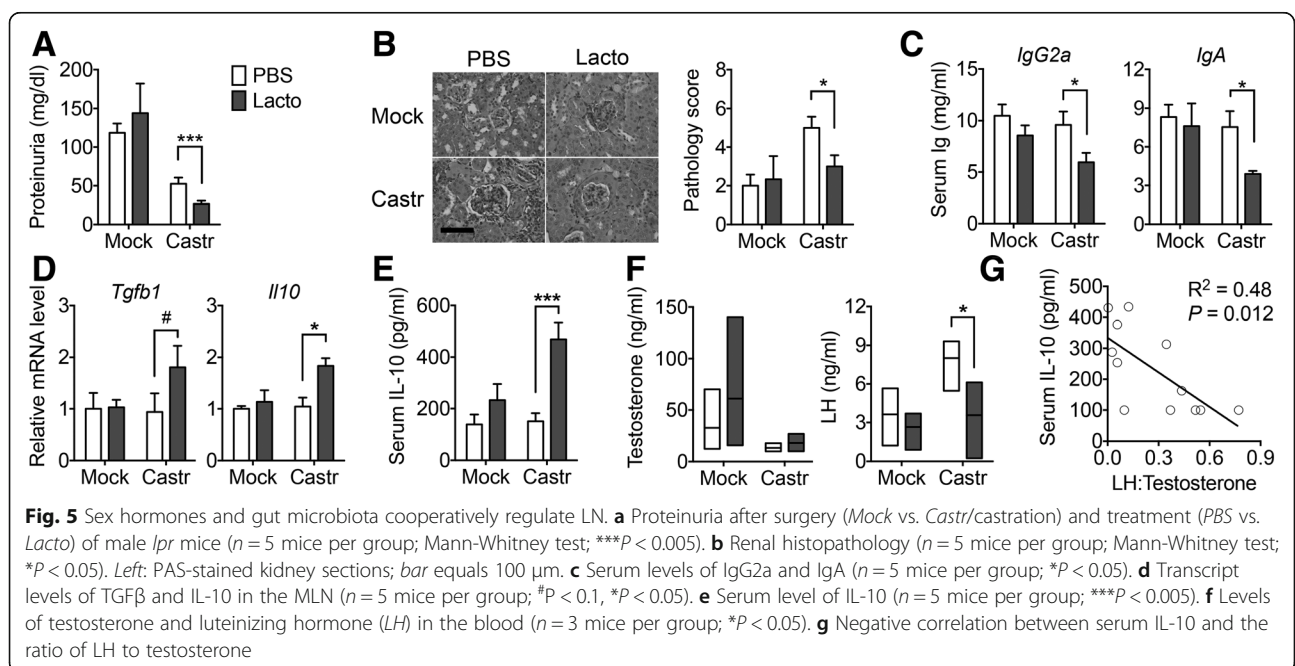 A
Proteinuria (mg/dl)
200
150
100
50
0
***
Mock Castr
PBS
Lacto
B
PBS Lacto
Mock
Castr
Pathology score
8
6
4
2
0
*
Mock Castr
C
IgG2a
Serum Ig (mg/ml)
15
10
5
0
*
Mock Castr
IgA
12
9
6
3
0
*
Mock Castr
D
Tgfb1
Relative mRNA level
3
2
1
0
#
Mock Castr
Il10
3
2
1
0
*
Mock Castr
E
Serum IL-10 (pg/ml)
600
400
200
0
***
Mock Castr
F
Testosterone (ng/ml)
150
100
50
0
Mock Castr
LH (ng/ml)
12
9
6
3
0
*
Mock Castr
G
Serum IL-10 (pg/ml)
500
400
300
200
100
0
R² = 0.48
P = 0.012
0.0 0.3 0.6 0.9
LH:Testosterone
Fig. 5 Sex hormones and gut microbiota cooperatively regulate LN. a Proteinuria after surgery (Mock vs. Castr/castration) and treatment (PBS vs.
Lacto) of male lpr mice (n = 5 mice per group; Mann-Whitney test; ***P < 0.005). b Renal histopathology (n = 5 mice per group; Mann-Whitney test;
*P < 0.05). Left: PAS-stained kidney sections; bar equals 100 μm. c Serum levels of IgG2a and IgA (n = 5 mice per group; *P < 0.05). d Transcript
levels of TGFβ and IL-10 in the MLN (n = 5 mice per group; #P < 0.1, *P < 0.05). e Serum level of IL-10 (n = 5 mice per group; ***P < 0.005). f Levels
of testosterone and luteinizing hormone (LH) in the blood (n = 3 mice per group; *P < 0.05). g Negative correlation between serum IL-10 and the
ratio of LH to testosterone